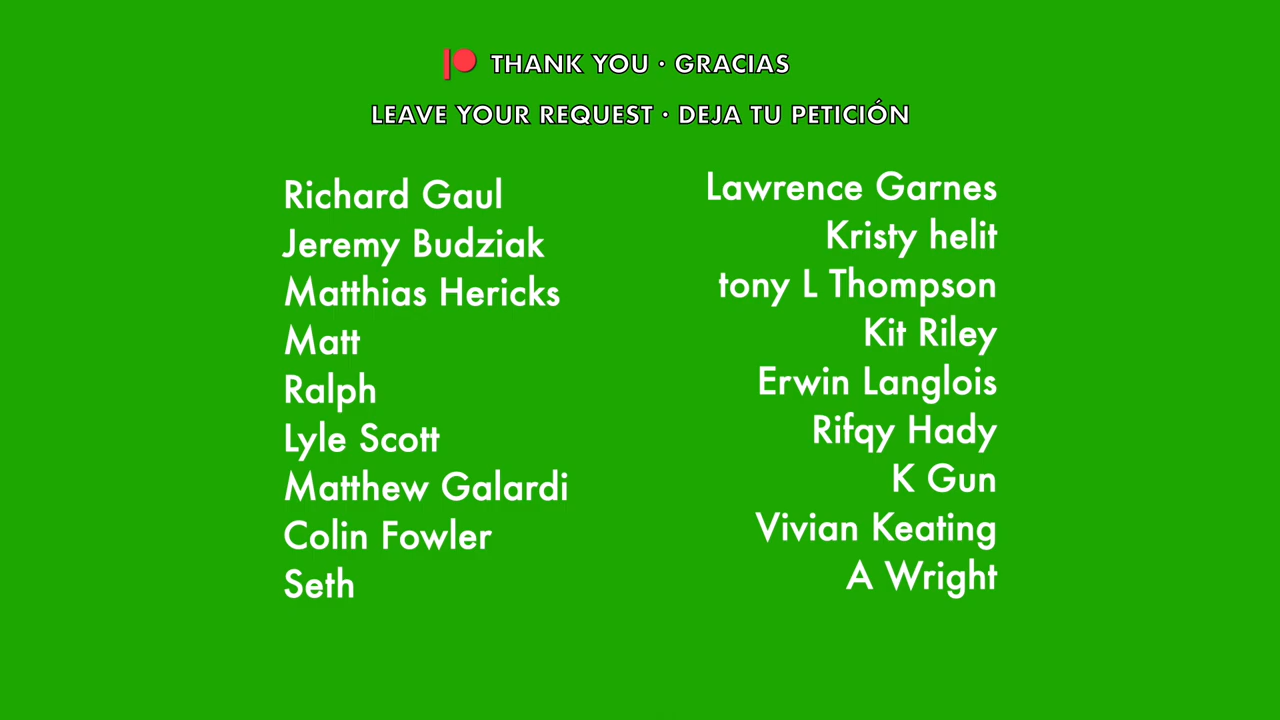 THANK YOU · GRACIAS
LEAVE YOUR REQUEST · DEJA TU PETICIÓN
Richard Gaul
Jeremy Budziak
Matthias Hericks
Matt
Ralph
Lyle Scott
Matthew Galardi
Colin Fowler
Seth
Lawrence Garnes
Kristy helit
tony L Thompson
Kit Riley
Erwin Langlois
Rifqy Hady
K Gun
Vivian Keating
A Wright